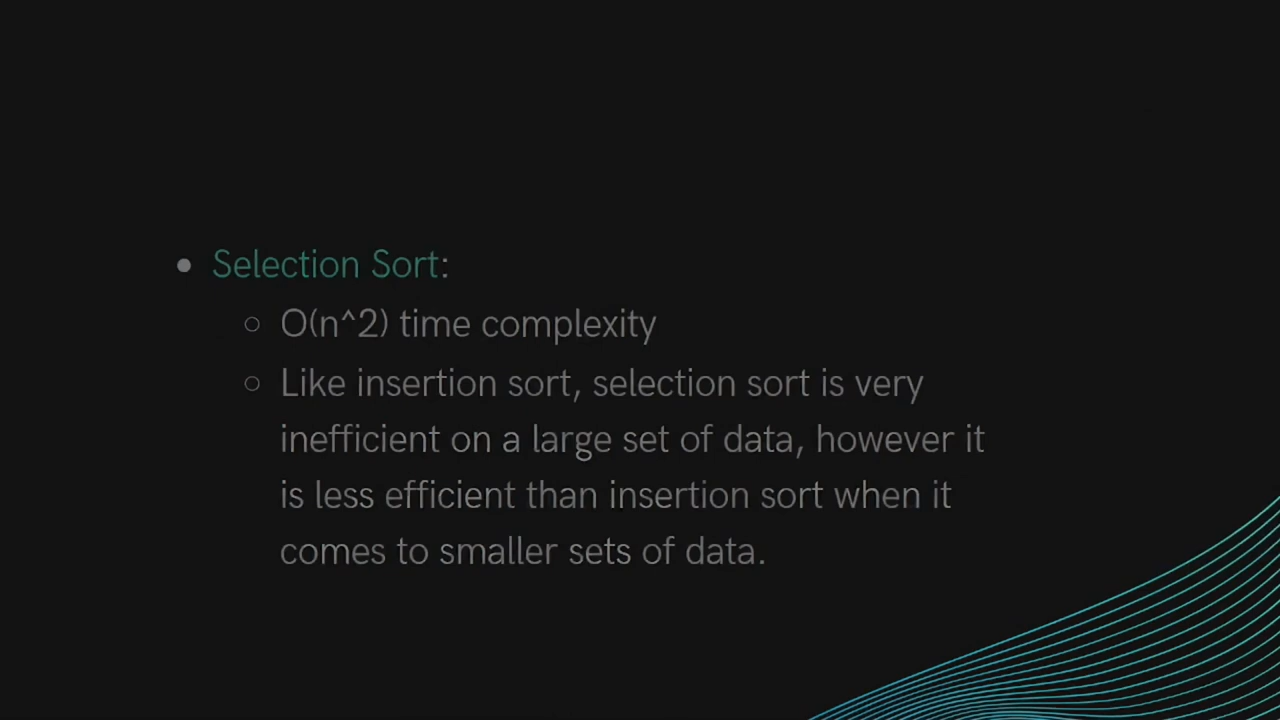 • Selection Sort:
○ O(n^2) time complexity
○ Like insertion sort, selection sort is very
inefficient on a large set of data, however it
is less efficient than insertion sort when it
comes to smaller sets of data.